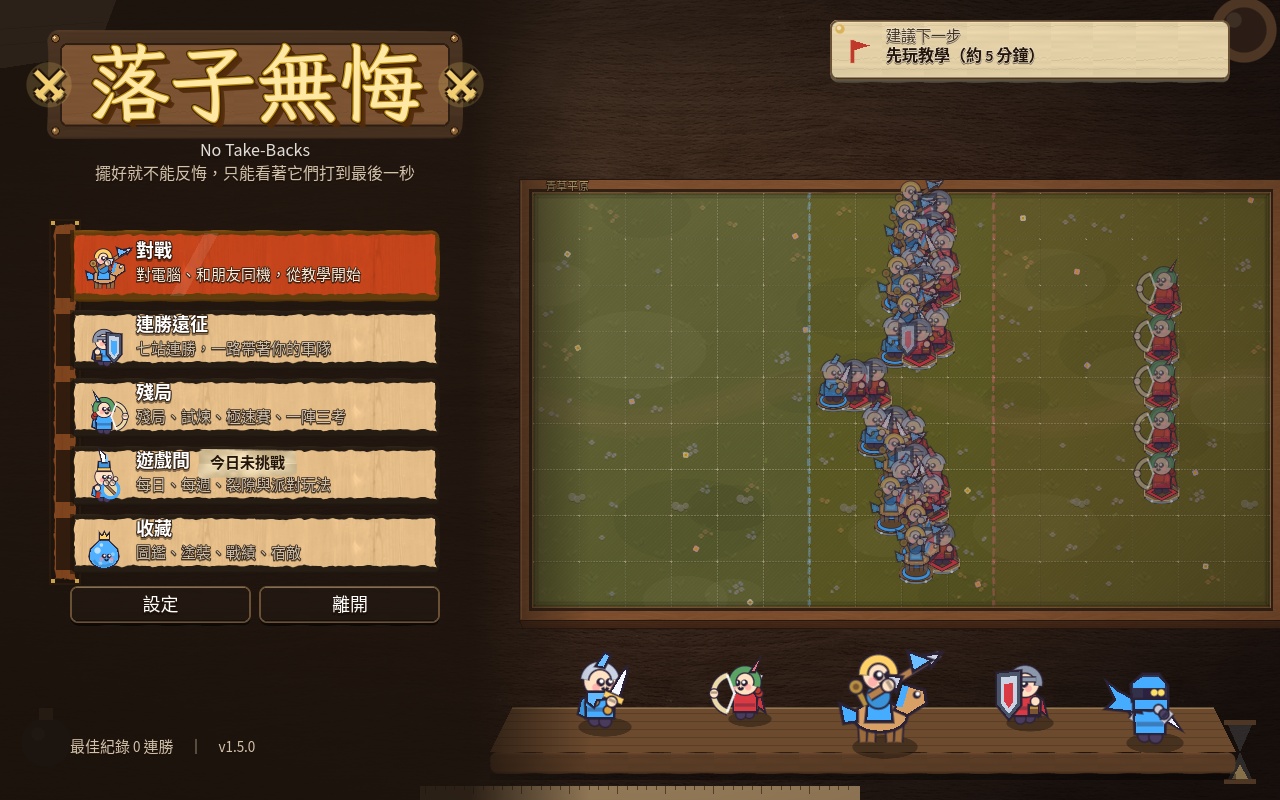 落子無悔
No Take-Backs
擺好就不能反悔，只能看著它們打到最後一秒
建議下一步
先玩教學（約 5 分鐘）
青草平原
對戰
對電腦、和朋友同機，從教學開始
連勝遠征
七站連勝，一路帶著你的軍隊
殘局
殘局、試煉、極速賽、一陣三考
遊戲間 今日未挑戰
每日、每週、裂隙與派對玩法
收藏
圖鑑、塗裝、戰績、宿敵
設定
離開
最佳紀錄 0 連勝 | v1.5.0